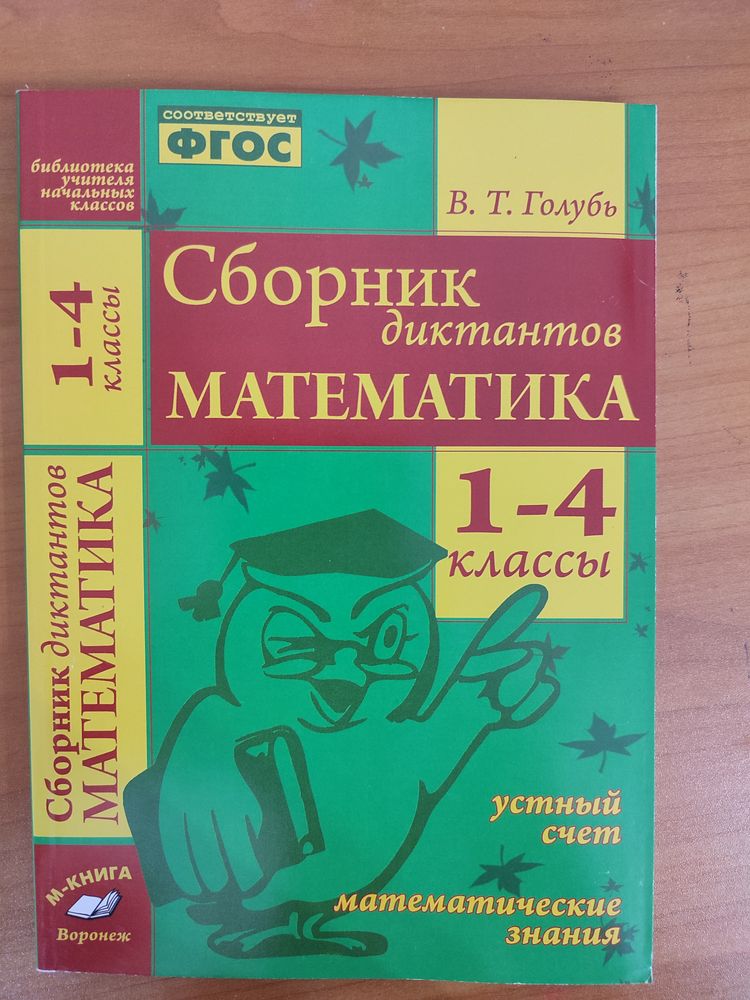 соответствует
ФГОС
библиотека
учителя
начальных
классов
В. Т. Голубь
1-4
классы
Сборник
диктантов
МАТЕМАТИКА
1-4
классы
Сборник диктантов
МАТЕМАТИКА
устный
счет
математические
знания
М-КНИГА
Воронеж